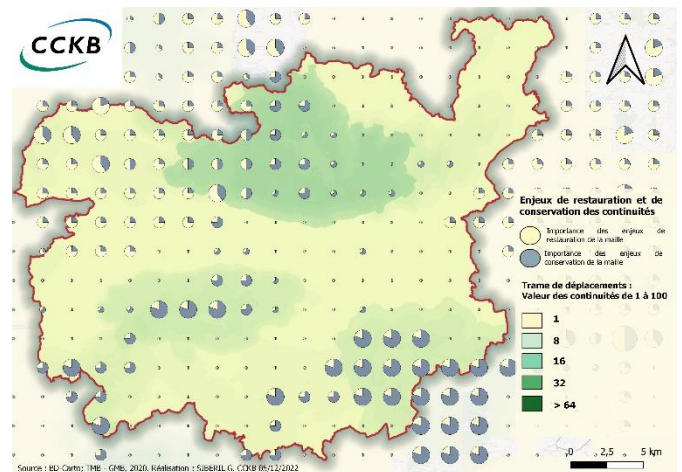 CCKB
Enjeux de restauration et de
conservation des continuités
Importance des enjeux de
restauration de la maille
Importance des enjeux de
conservation de la maille
Trame de déplacements :
Valeur des continuités de 1 à 100
1
8
16
32
> 64
0 2,5 5 km
Source : BD-Carto; TMB - GMB, 2020. Réalisation : SIBERIL G. CCKB 05/12/2022